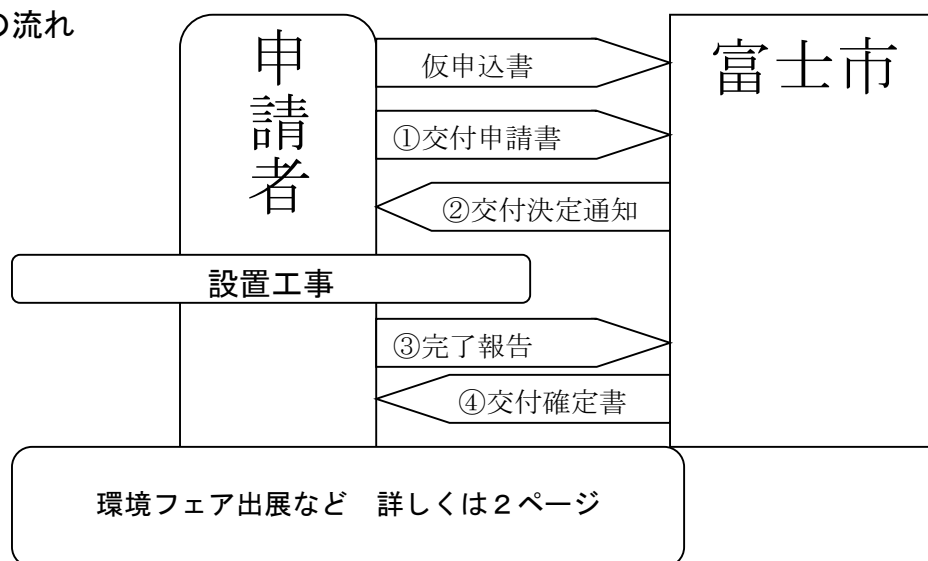 の流れ
申請者
富士市
仮申込書
①交付申請書
②交付決定通知
設置工事
③完了報告
④交付確定書
環境フェア出展など　詳しくは２ページ